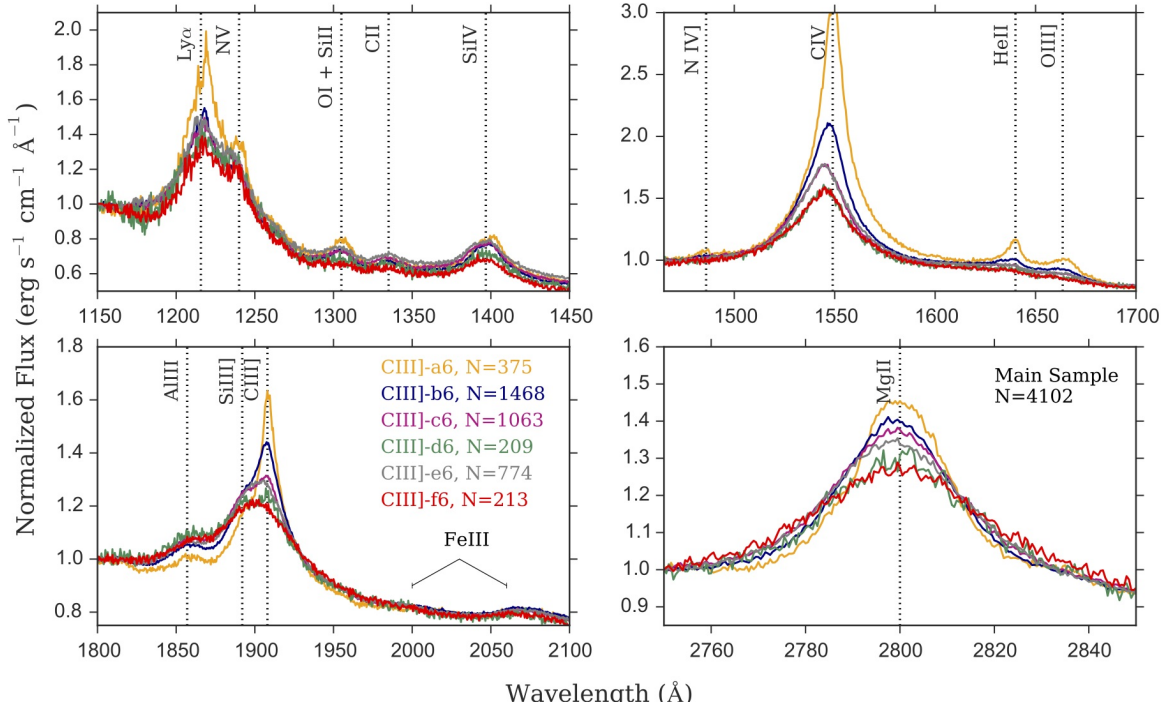 Normalized Flux (erg s⁻¹ cm⁻¹ Å⁻¹)
2.0
1.8
1.6
1.4
1.2
1.0
0.8
0.6
Lyα
NV
OI + SiII
CII
SiIV
1150 1200 1250 1300 1350 1400 1450
3.0
2.5
2.0
1.5
1.0
N IV]
CIV
HeII
OIII]
1500 1550 1600 1650 1700
1.8
1.6
1.4
1.2
1.0
0.8
AlIII
SiIII]
CIII]
CIII]-a6, N=375
CIII]-b6, N=1468
CIII]-c6, N=1063
CIII]-d6, N=209
CIII]-e6, N=774
CIII]-f6, N=213
FeIII
1800 1850 1900 1950 2000 2050 2100
1.6
1.5
1.4
1.3
1.2
1.1
1.0
0.9
MgII
Main Sample
N=4102
2760 2780 2800 2820 2840
Wavelength (Å)